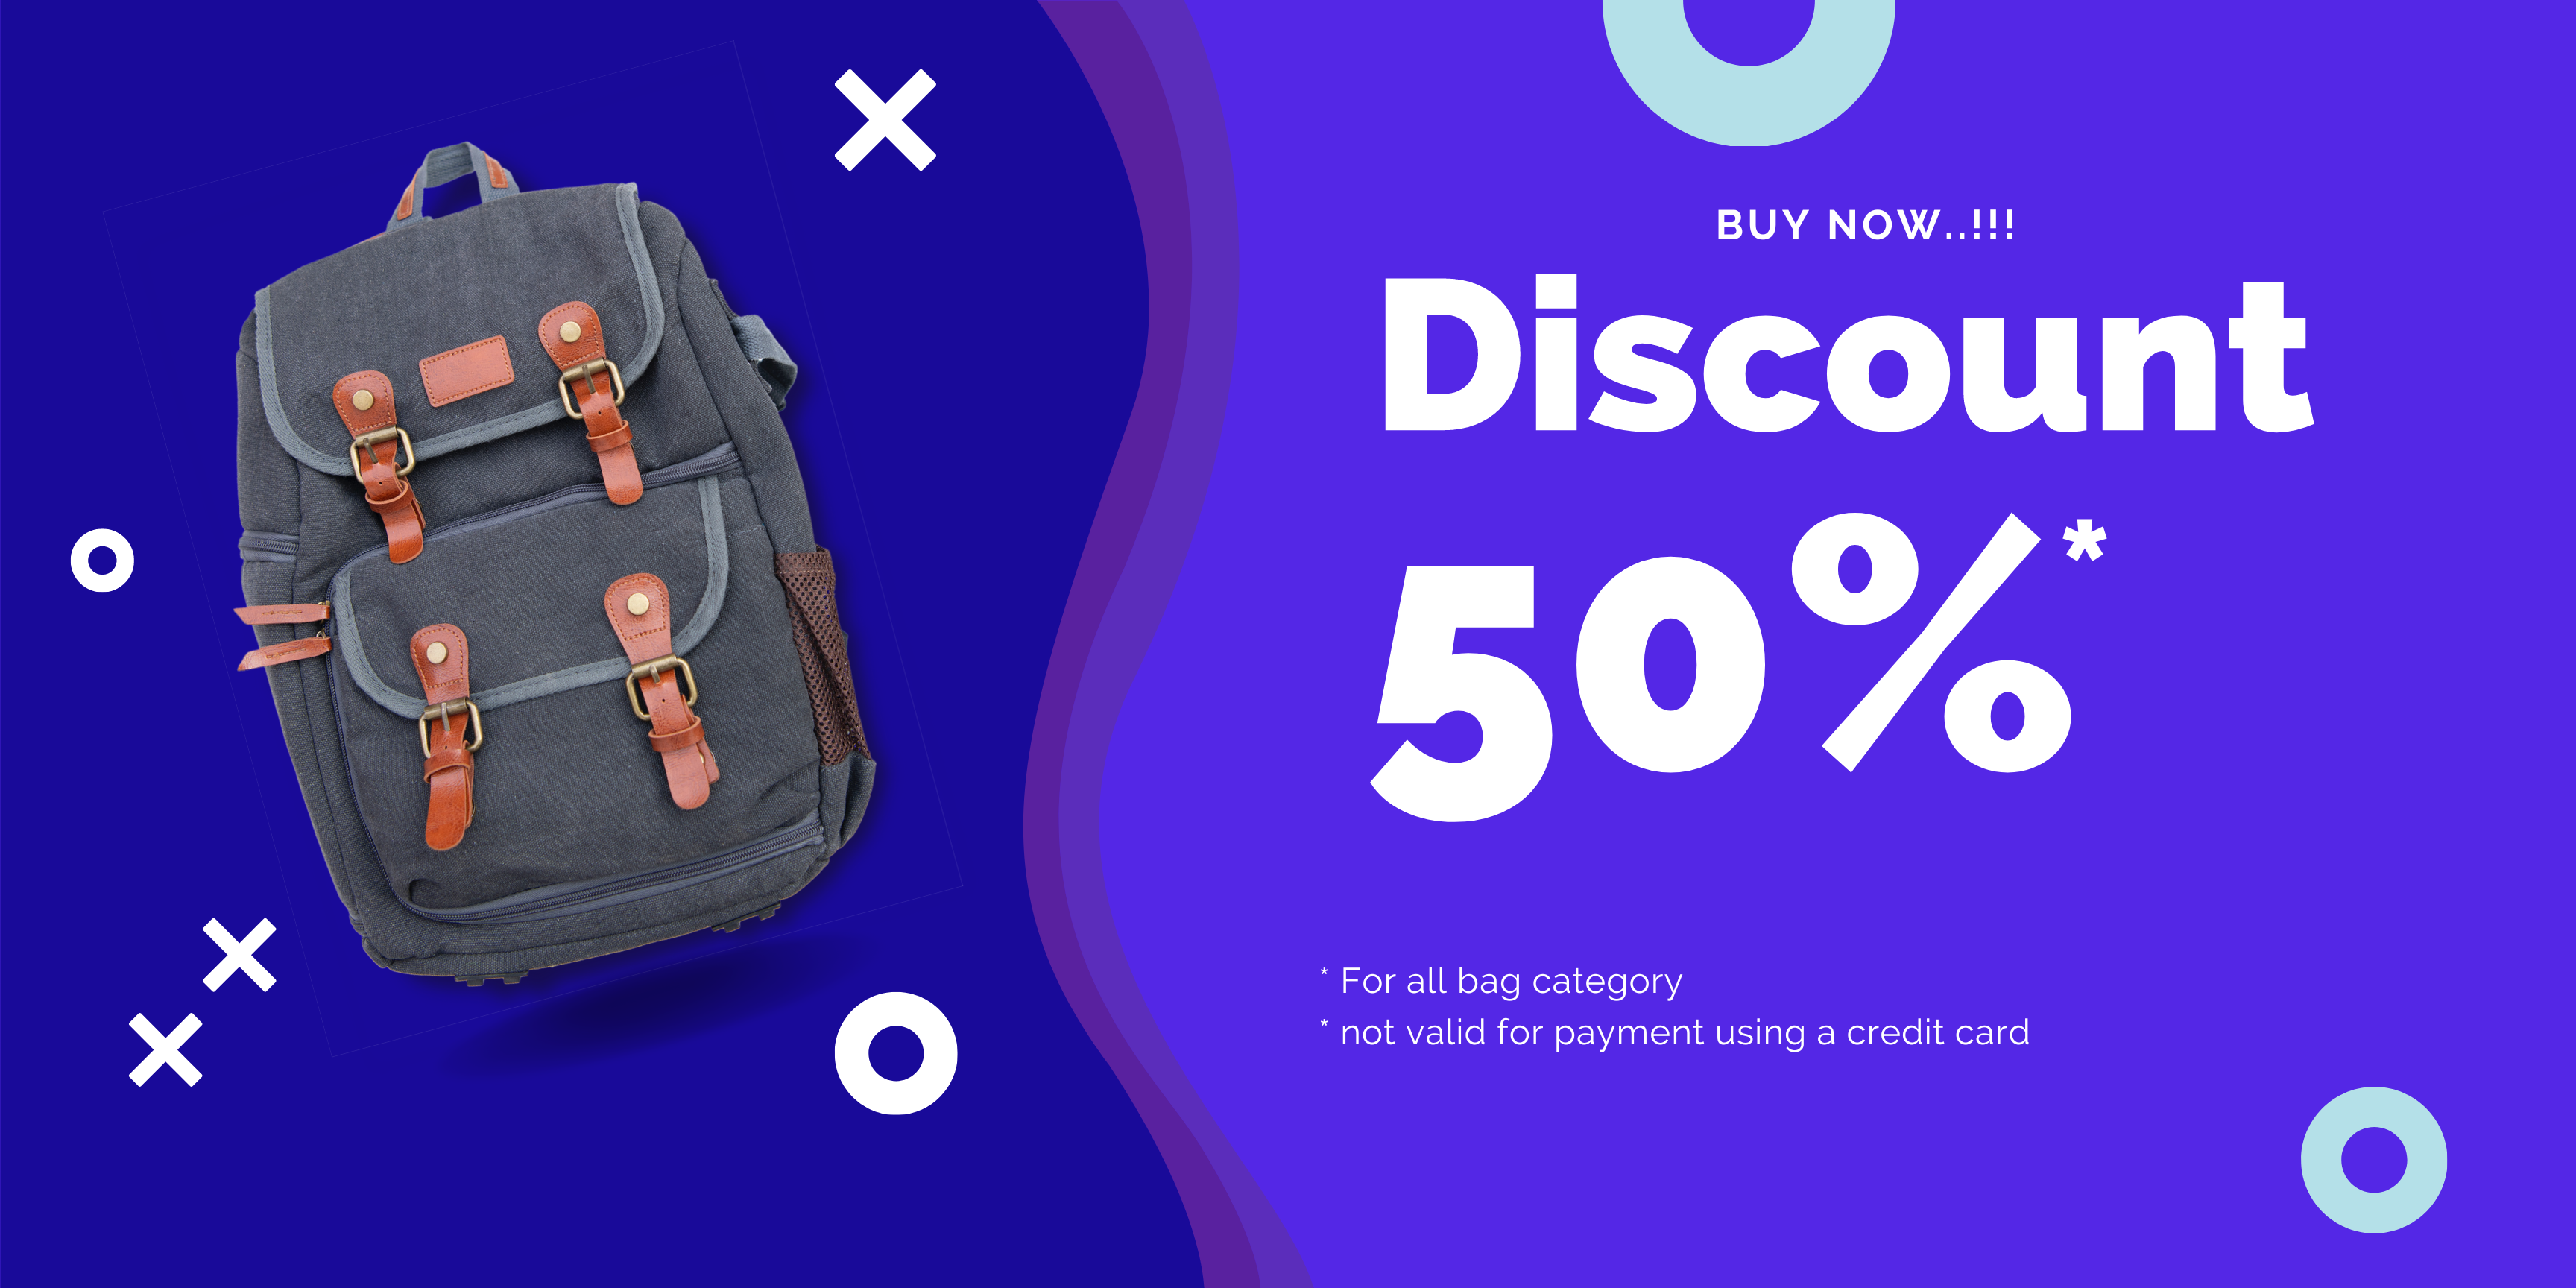 BUY NOW..!!!
Discount
50%*
* For all bag category
* not valid for payment using a credit card